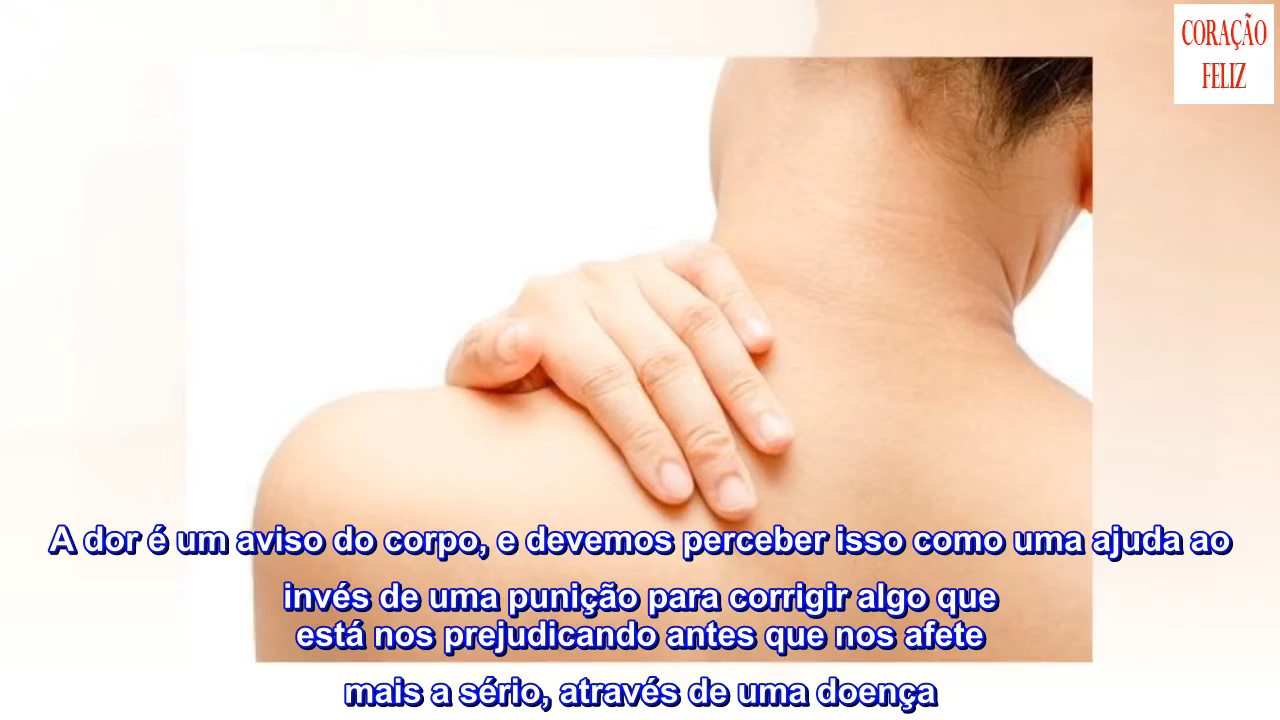 CORAÇÃO
FELIZ
A dor é um aviso do corpo, e devemos perceber isso como uma ajuda ao
invés de uma punição para corrigir algo que
está nos prejudicando antes que nos afete
mais a sério, através de uma doença